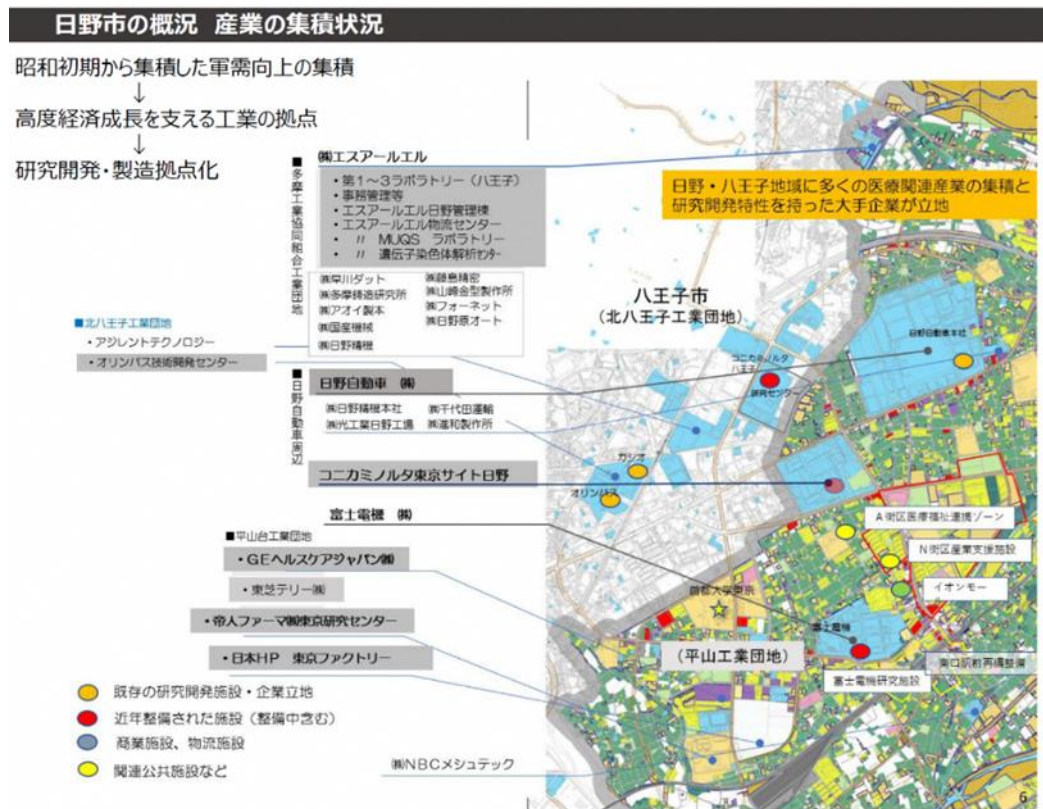 日野市の概況 産業の集積状況
昭和初期から集積した軍需向上の集積
↓
高度経済成長を支える工業の拠点
↓
研究開発・製造拠点化
■多摩工業協同組合工業団地
㈱エスアールエル
・第1～3ラボラトリー（八王子）
・事務管理等
・エスアールエル日野管理棟
・エスアールエル物流センター
・ 〃 MUQS ラボラトリー
・ 〃 遺伝子染色体解析センター
㈱早川ダット
㈱多摩鋳造研究所
㈱アオイ製本
㈱国産機械
㈱日野精機
㈱藤島精密
㈱山崎金型製作所
㈱フォーネット
㈱日野原オート
■北八王子工業団地
・アジレントテクノロジー
・オリンパス技術開発センター
■日野自動車周辺
日野自動車 ㈱
㈱日野精機本社
㈱光工業日野工場
㈱千代田運輸
㈱進和製作所
コニカミノルタ東京サイト日野
富士電機 ㈱
■平山台工業団地
・GEヘルスケアジャパン㈱
・東芝テリー㈱
・帝人ファーマ㈱東京研究センター
・日本HP 東京ファクトリー
㈱NBCメシュテック
既存の研究開発施設・企業立地
近年整備された施設（整備中含む）
商業施設、物流施設
関連公共施設など
日野・八王子地域に多くの医療関連産業の集積と
研究開発特性を持った大手企業が立地
八王子市
（北八王子工業団地）
日野自動車本社
コニカミノルタ
八王子
研究センター
カシオ
オリンパス
A街区医療福祉連携ゾーン
N街区産業支援施設
イオンモー
首都大学東京
富士電機
（平山工業団地）
富士電機研究施設
南口駅前再構整備
6